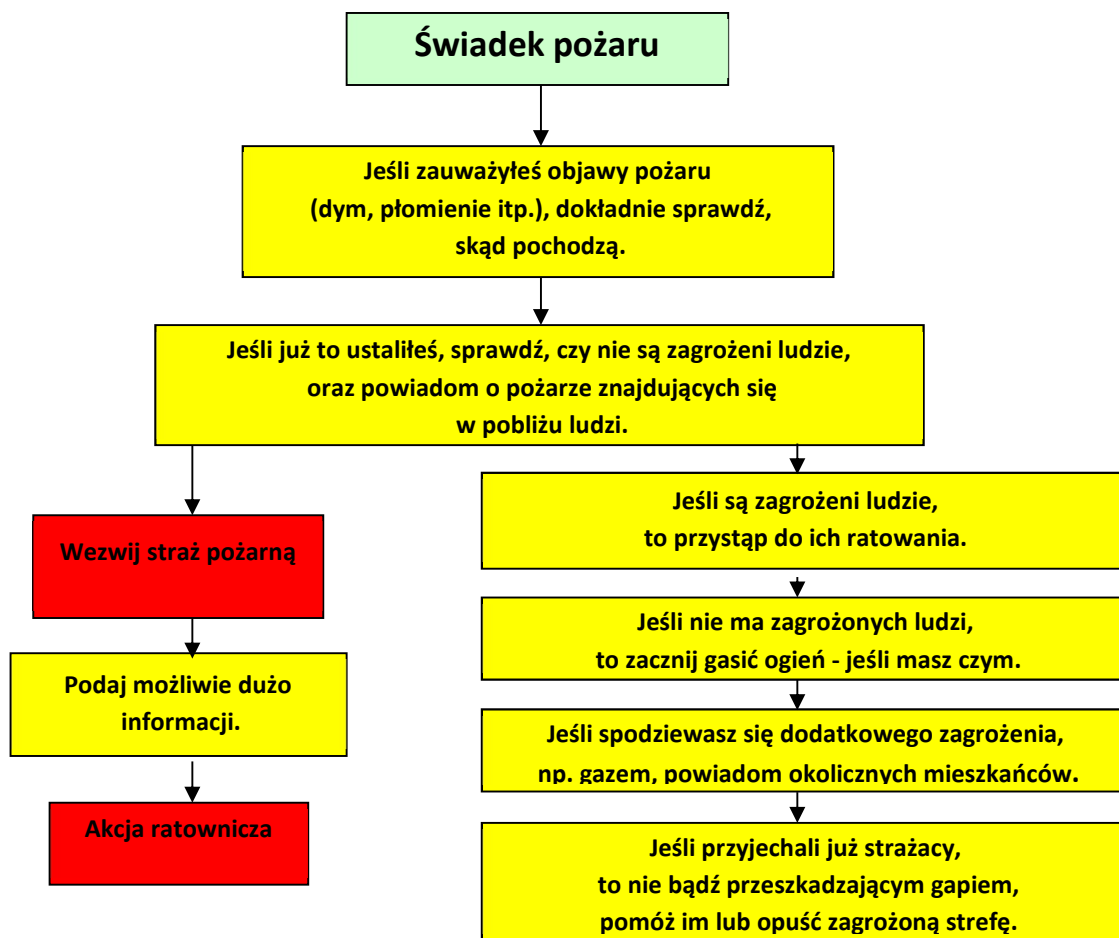 Świadek pożaru
Jeśli zauważyłeś objawy pożaru
(dym, płomienie itp.), dokładnie sprawdź,
skąd pochodzą.
Jeśli już to ustaliłeś, sprawdź, czy nie są zagrożeni ludzie,
oraz powiadom o pożarze znajdujących się
w pobliżu ludzi.
Wezwij straż pożarną
Podaj możliwie dużo
informacji.
Akcja ratownicza
Jeśli są zagrożeni ludzie,
to przystąp do ich ratowania.
Jeśli nie ma zagrożonych ludzi,
to zacznij gasić ogień - jeśli masz czym.
Jeśli spodziewasz się dodatkowego zagrożenia,
np. gazem, powiadom okolicznych mieszkańców.
Jeśli przyjechali już strażacy,
to nie bądź przeszkadzającym gapiem,
pomóż im lub opuść zagrożoną strefę.